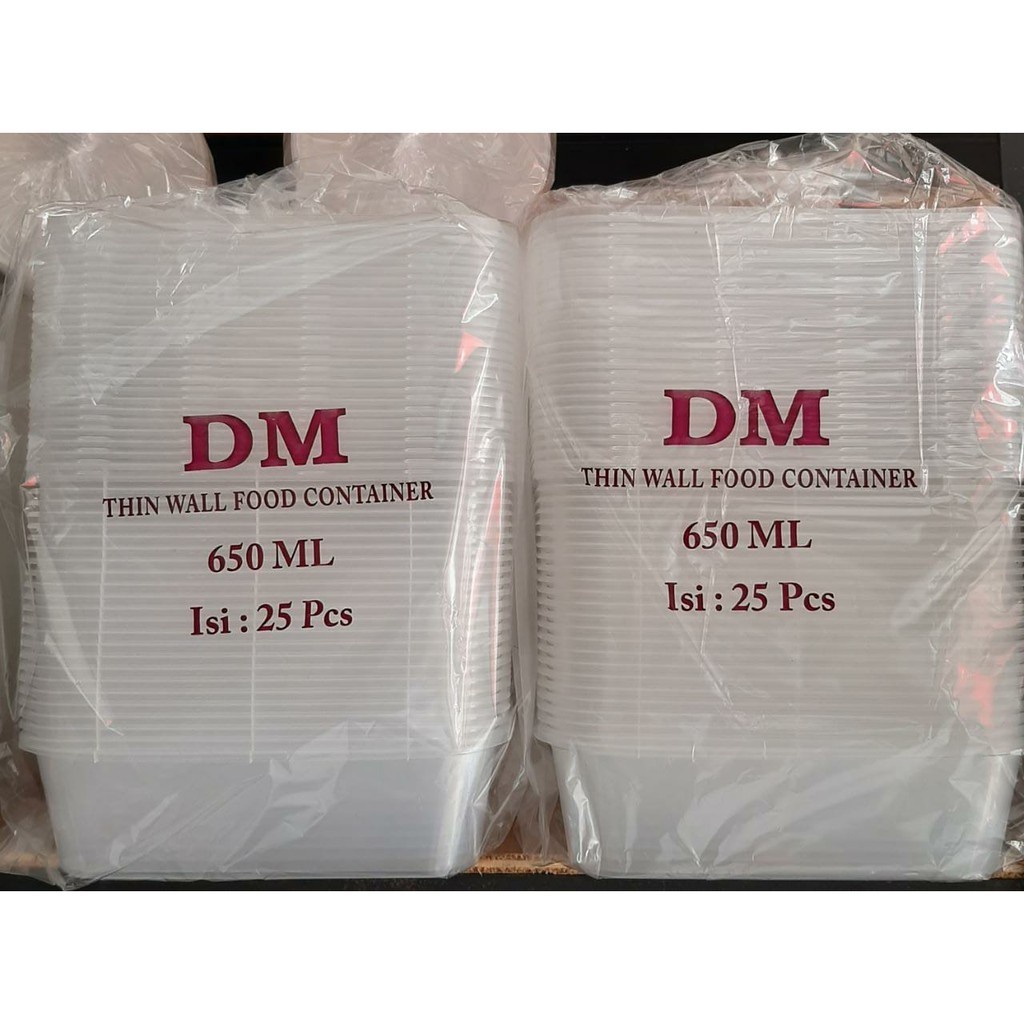 DM
THIN WALL FOOD CONTAINER
650 ML
Isi : 25 Pcs
DM
THIN WALL FOOD CONTAINER
650 ML
Isi : 25 Pcs